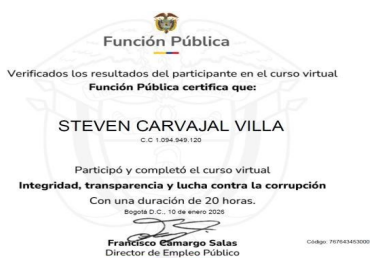 Función Pública
Verificados los resultados del participante en el curso virtual
Función Pública certifica que:
STEVEN CARVAJAL VILLA
C.C 1.094.949.120
Participó y completó el curso virtual
Integridad, transparencia y lucha contra la corrupción
Con una duración de 20 horas.
Bogotá D.C., 10 de enero 2026
Francisco Camargo Salas
Director de Empleo Público
Código: 767643463000